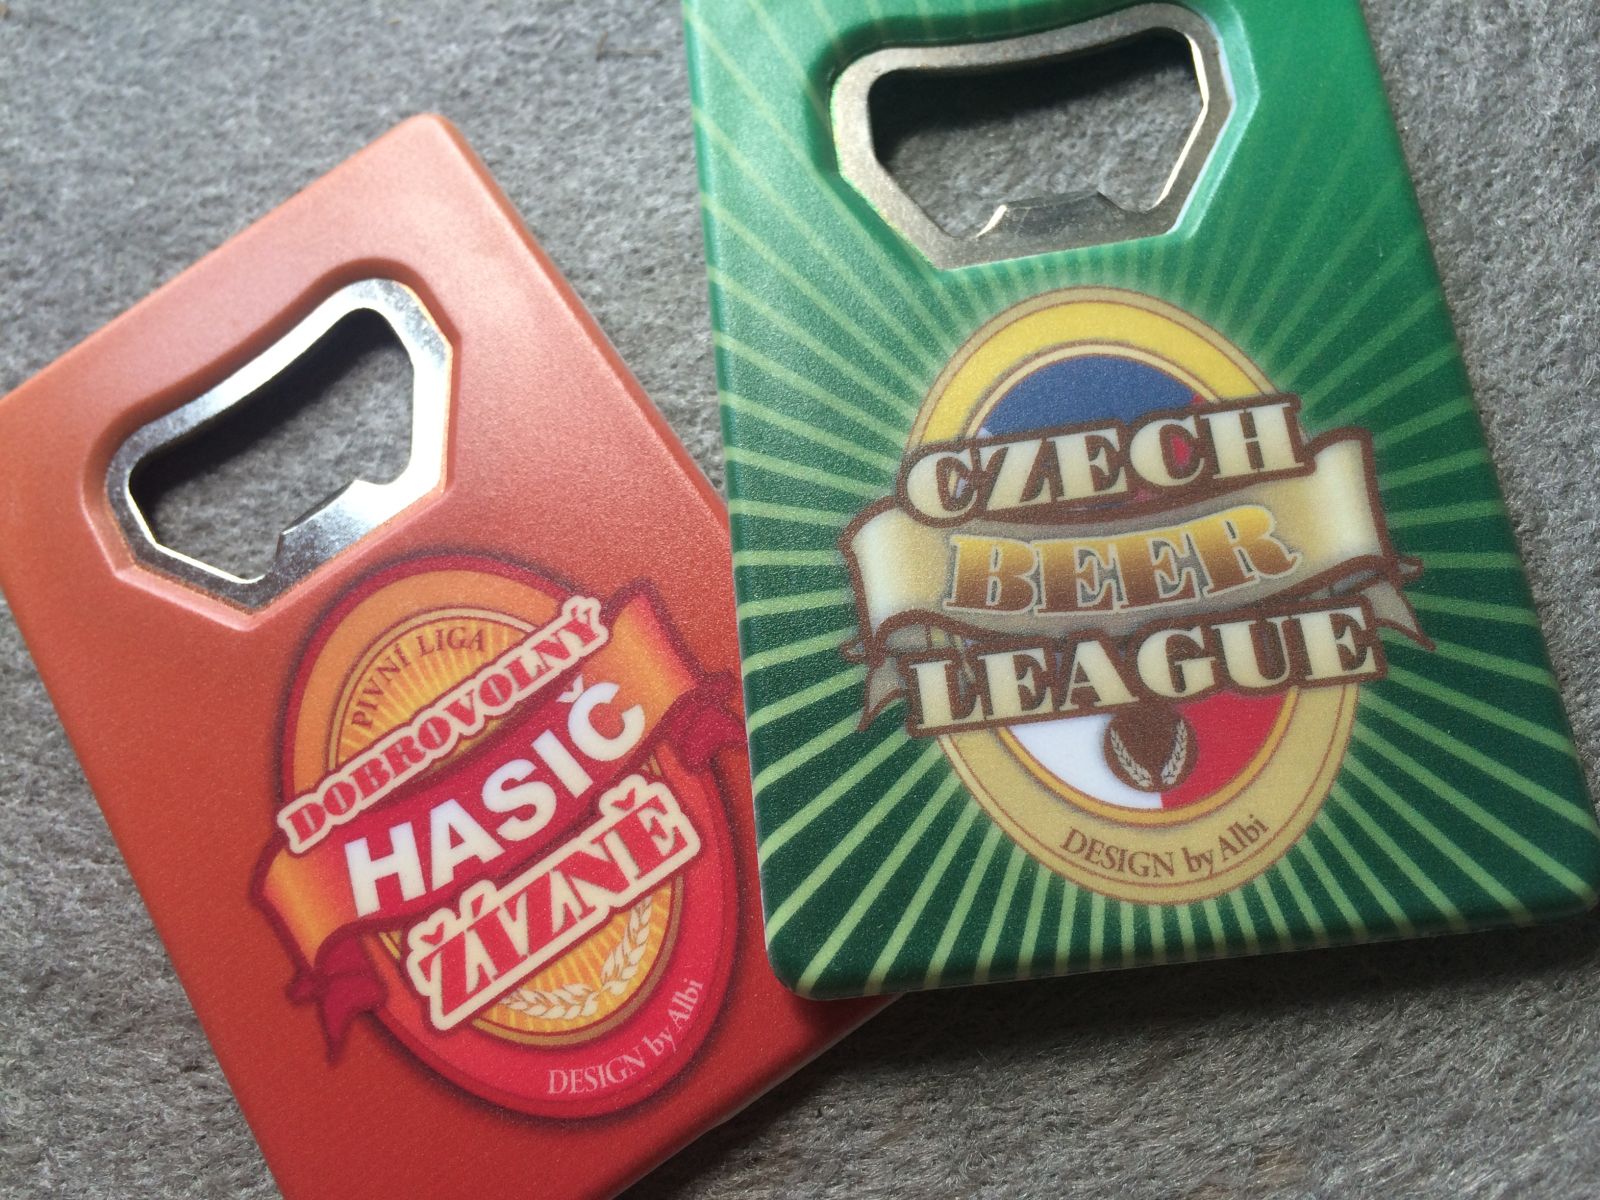 PIVNÍ LIGA
DOBROVOLNÝ
HASIČ
ŽÍZNĚ
DESIGN by Albi
CZECH
BEER
LEAGUE
DESIGN by Albi